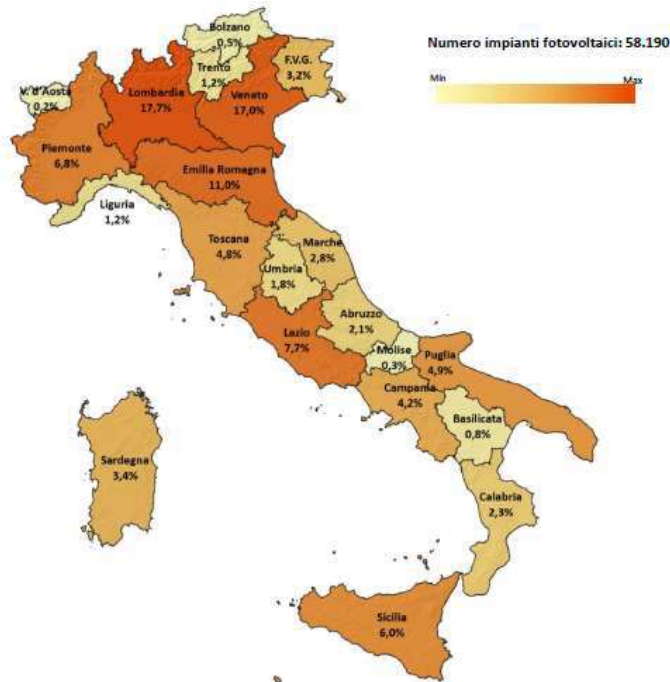 Numero impianti fotovoltaici: 58.190
Min
Max
Bolzano
0,5%
Trento
1,2%
F.V.G.
3,2%
V. d'Aosta
0,2%
Lombardia
17,7%
Veneto
17,0%
Piemonte
6,8%
Emilia Romagna
11,0%
Liguria
1,2%
Toscana
4,8%
Marche
2,8%
Umbria
1,8%
Abruzzo
2,1%
Lazio
7,7%
Molise
0,3%
Puglia
4,9%
Campania
4,2%
Basilicata
0,8%
Sardegna
3,4%
Calabria
2,3%
Sicilia
6,0%